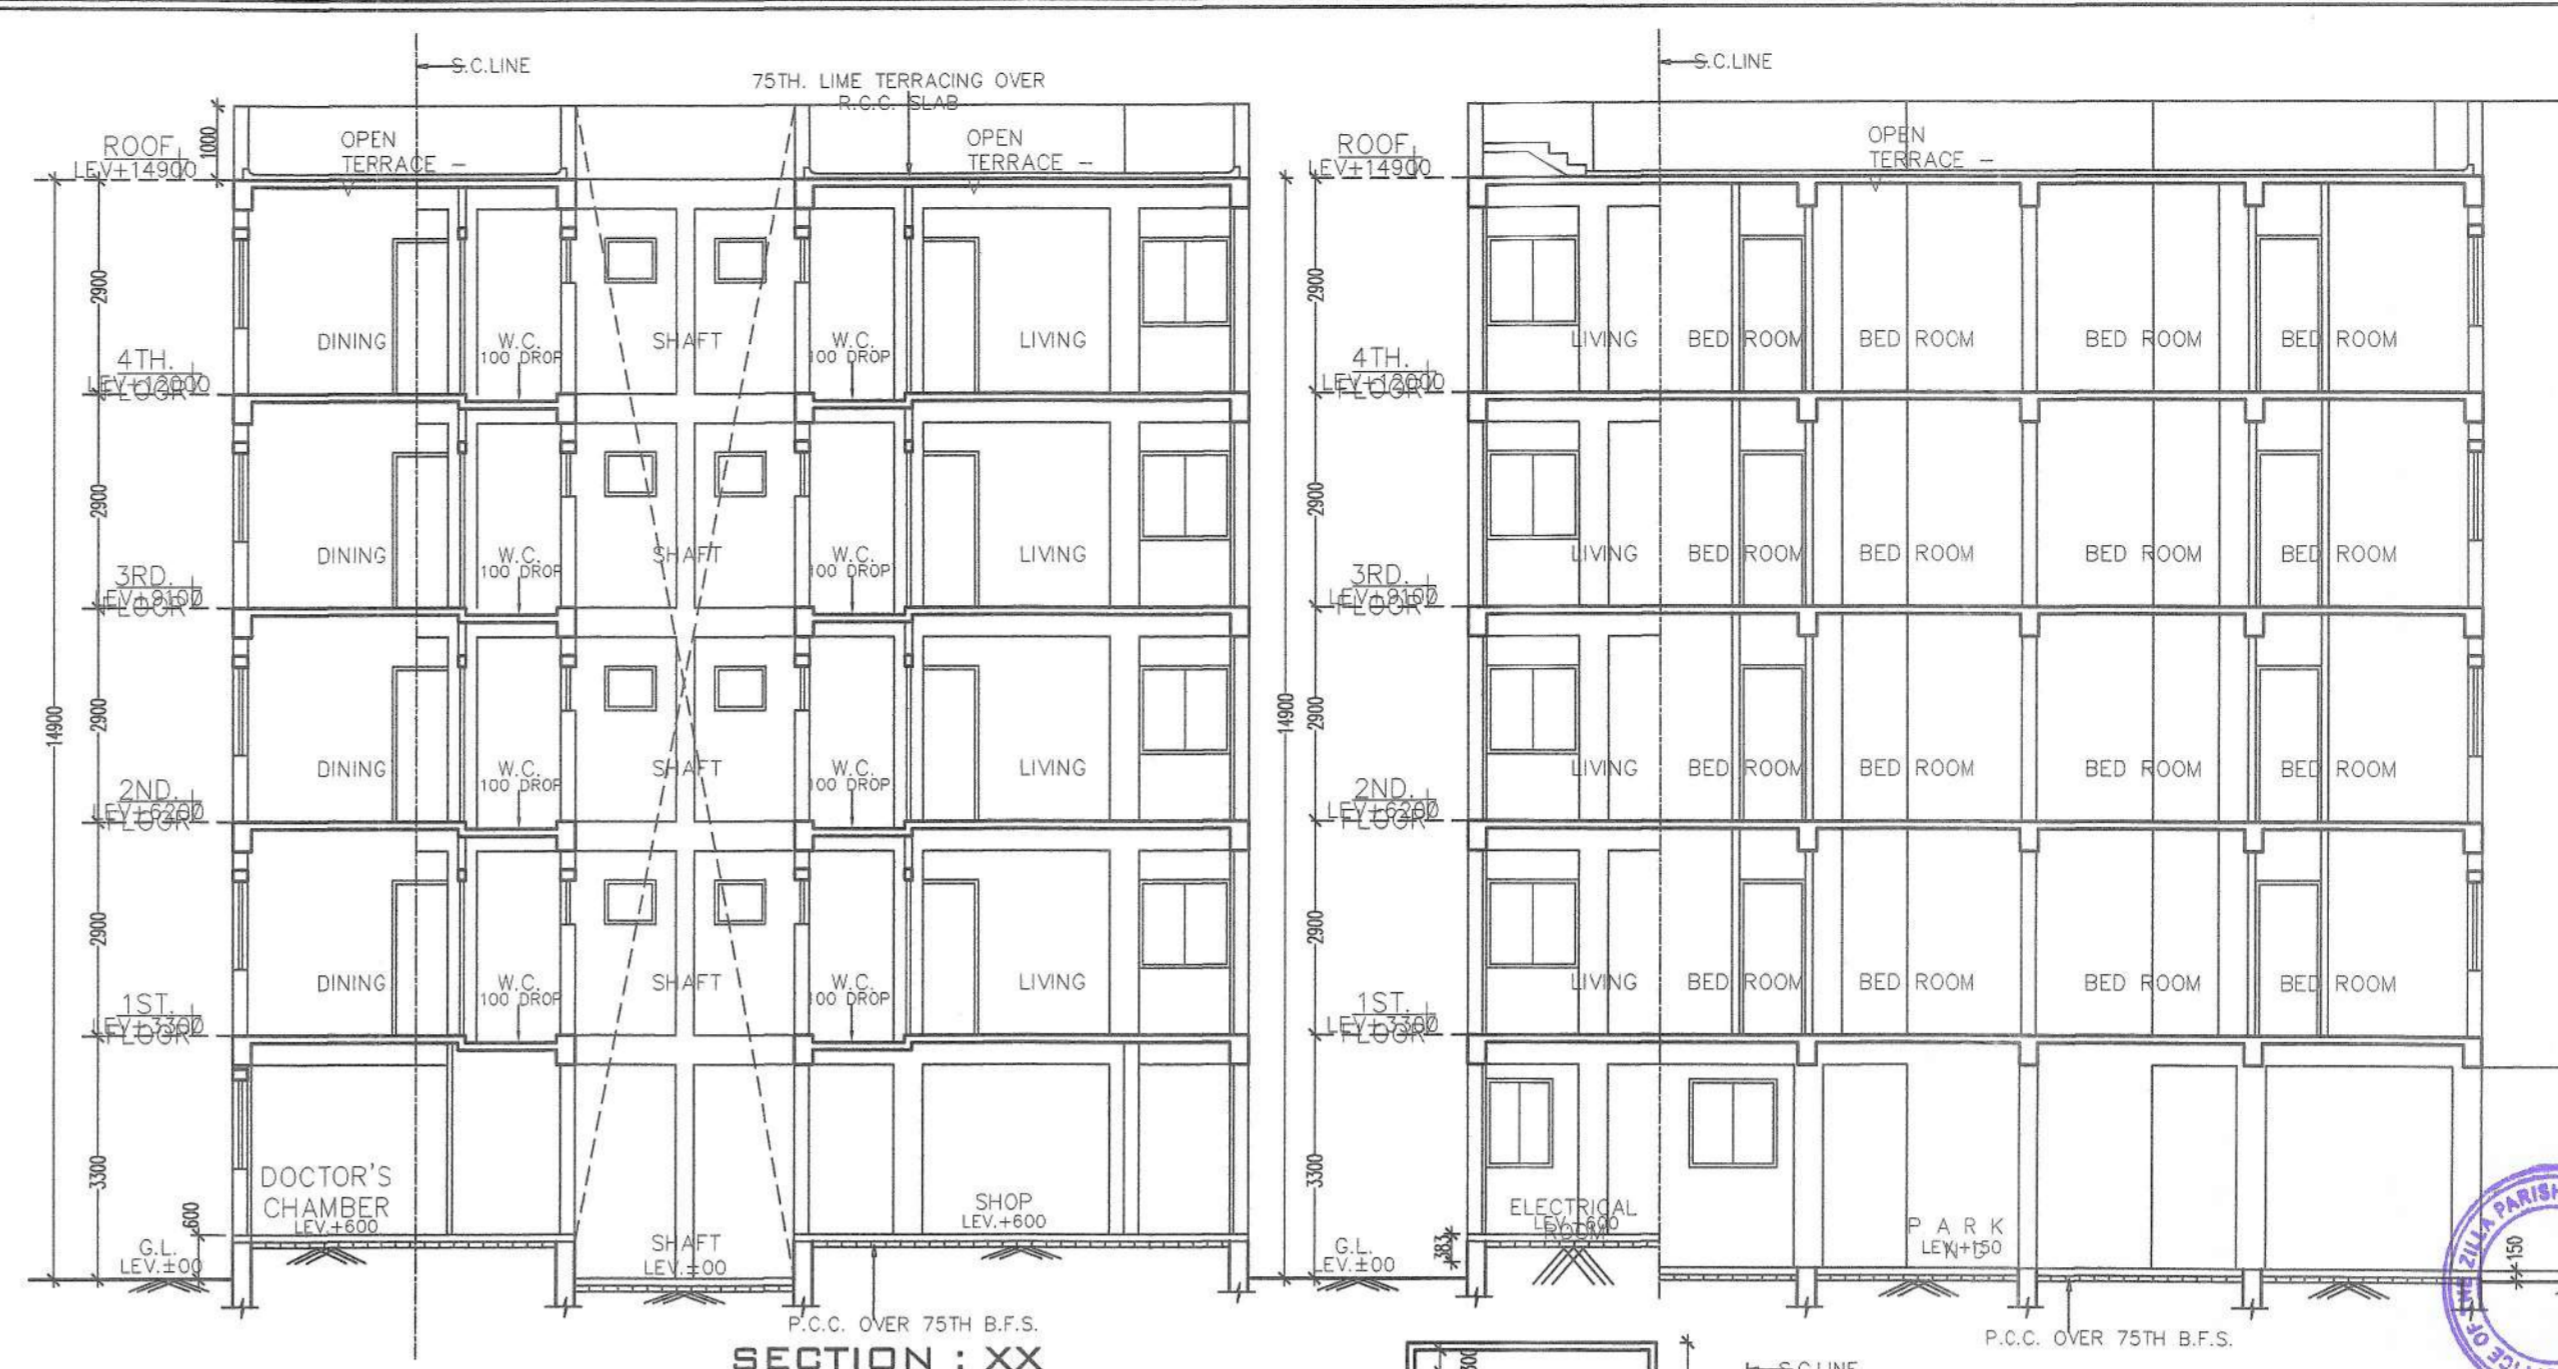 S.C.LINE
75TH. LIME TERRACING OVER
R.C.C. SLAB
1000
OPEN
TERRACE
OPEN
TERRACE
ROOF
LEV+14900
2900
DINING
W.C.
100 DROP
SHAFT
W.C.
100 DROP
LIVING
4TH.
LEV+12000
FLOOR
2900
DINING
W.C.
100 DROP
SHAFT
W.C.
100 DROP
LIVING
3RD.
LEV+9100
FLOOR
14900
2900
DINING
W.C.
100 DROP
SHAFT
W.C.
100 DROP
LIVING
2ND.
LEV+6200
FLOOR
2900
DINING
W.C.
100 DROP
SHAFT
W.C.
100 DROP
LIVING
1ST.
LEV+3300
FLOOR
3300
DOCTOR'S
CHAMBER
LEV.+600
SHOP
LEV.+600
600
G.L.
LEV.±00
SHAFT
LEV.±00
P.C.C. OVER 75TH B.F.S.
SECTION : XX
S.C.LINE
ROOF
LEV+14900
OPEN
TERRACE
2900
LIVING
BED ROOM
BED ROOM
BED ROOM
BED ROOM
4TH.
LEV+12000
FLOOR
2900
LIVING
BED ROOM
BED ROOM
BED ROOM
BED ROOM
3RD.
LEV+9100
FLOOR
14900
2900
LIVING
BED ROOM
BED ROOM
BED ROOM
BED ROOM
2ND.
LEV+6200
FLOOR
2900
LIVING
BED ROOM
BED ROOM
BED ROOM
BED ROOM
1ST.
LEV+3300
FLOOR
3300
ELECTRICAL
LEV+600
ROOM
PARK
LEV+150
383
G.L.
LEV.±00
150
P.C.C. OVER 75TH B.F.S.
S.C.LINE
OF THE ZILLA PARISH